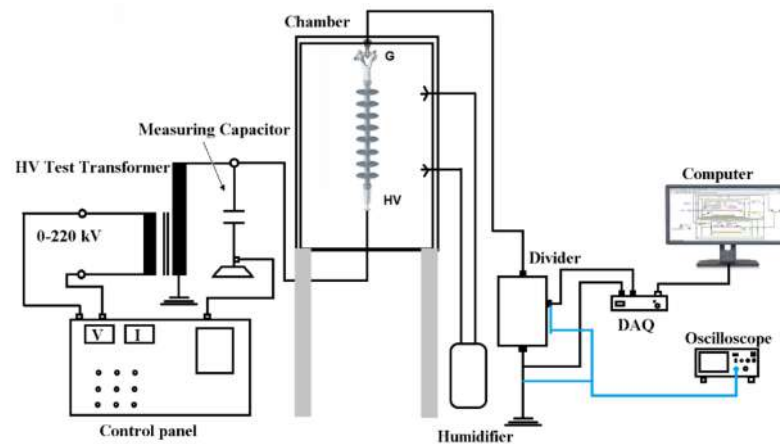 Chamber
G
Measuring Capacitor
HV Test Transformer
HV
0-220 kV
Computer
Divider
DAQ
V
I
Oscilloscope
Control panel
Humidifier